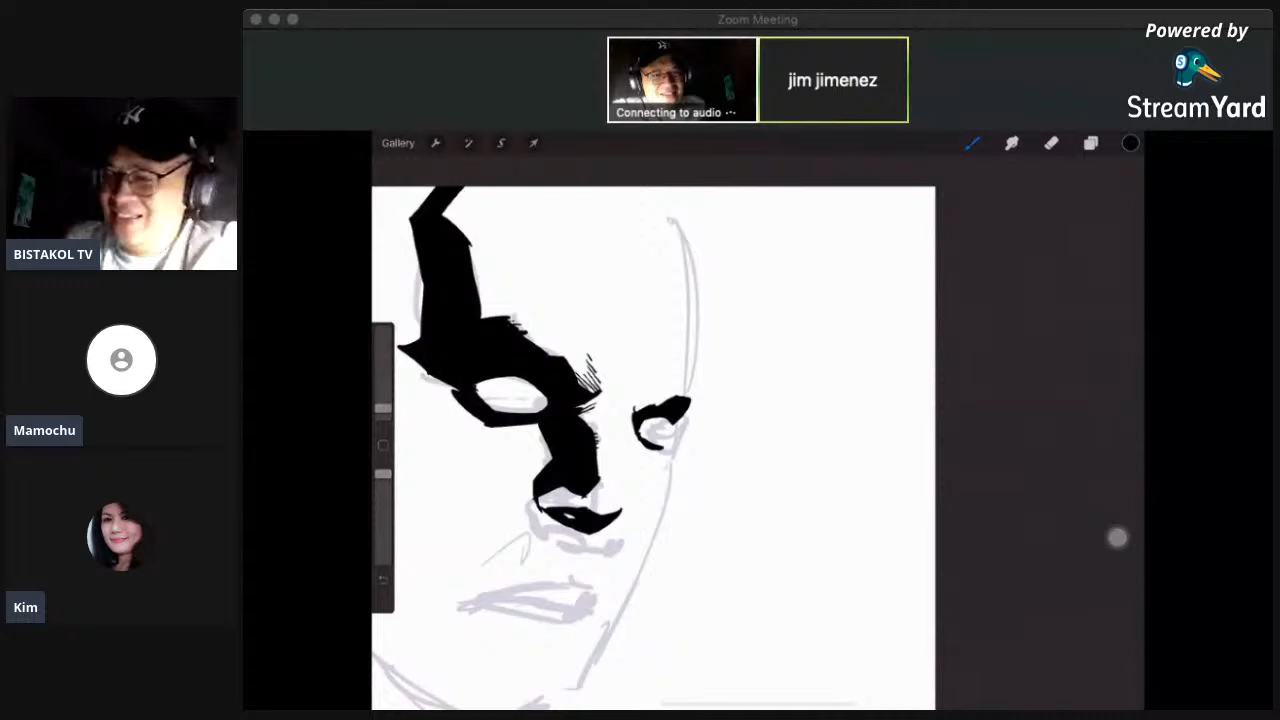 Zoom Meeting
Powered by
StreamYard
jim jimenez
Connecting to audio ···
Gallery
BISTAKOL TV
Mamochu
Kim